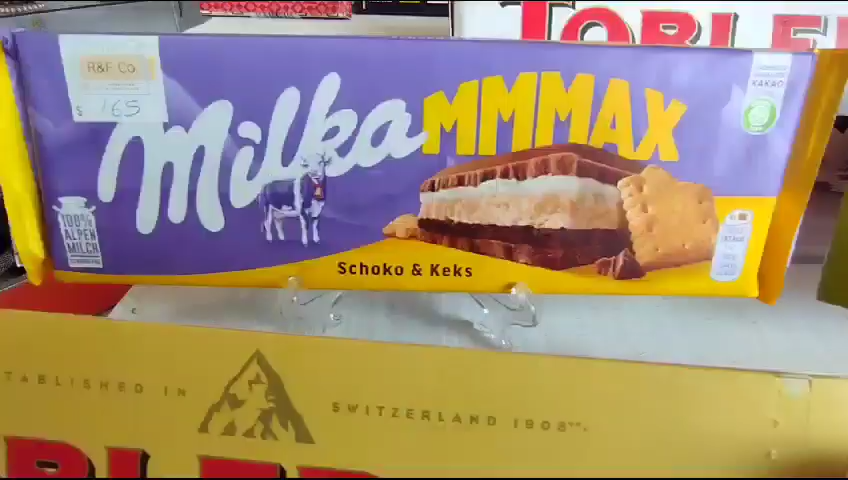 TOBLE
R&F Co.
$ 165
Milka
MMMAX
KAKAO
100%
ALPEN
MILCH
Schoko & Keks
TABLISHED IN
SWITZERLAND 1908